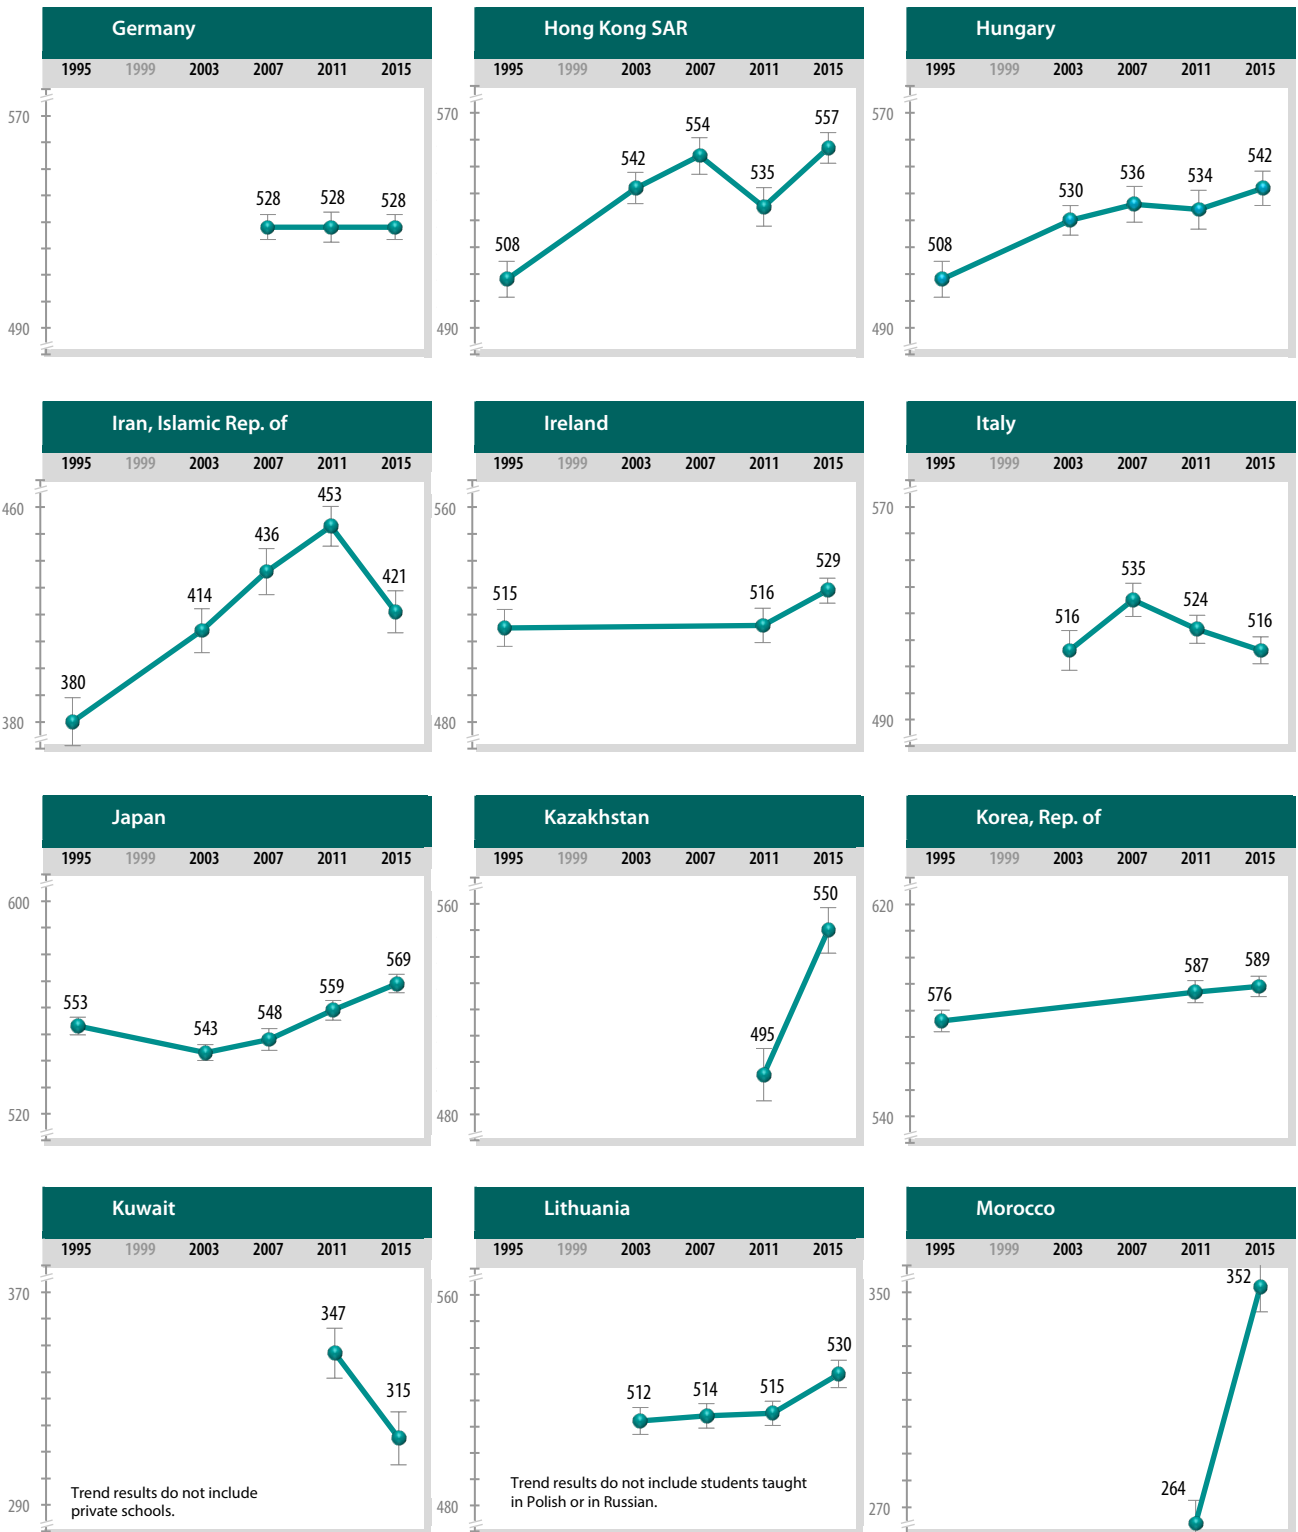 Germany
1995 1999 2003 2007 2011 2015
570
528 528 528
490
Hong Kong SAR
1995 1999 2003 2007 2011 2015
570
508 542 554 535 557
490
Hungary
1995 1999 2003 2007 2011 2015
570
508 530 536 534 542
490
Iran, Islamic Rep. of
1995 1999 2003 2007 2011 2015
460
380 414 436 453 421
380
Ireland
1995 1999 2003 2007 2011 2015
560
515 516 529
480
Italy
1995 1999 2003 2007 2011 2015
570
516 535 524 516
490
Japan
1995 1999 2003 2007 2011 2015
600
553 543 548 559 569
520
Kazakhstan
1995 1999 2003 2007 2011 2015
560
495 550
480
Korea, Rep. of
1995 1999 2003 2007 2011 2015
620
576 587 589
540
Kuwait
1995 1999 2003 2007 2011 2015
370
347 315
290
Trend results do not include
private schools.
Lithuania
1995 1999 2003 2007 2011 2015
560
512 514 515 530
480
Trend results do not include students taught
in Polish or in Russian.
Morocco
1995 1999 2003 2007 2011 2015
350
264 352
270